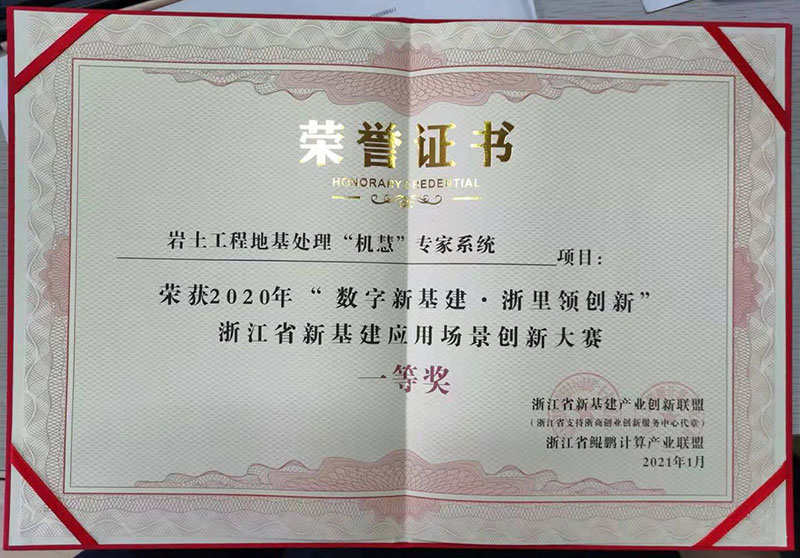 荣誉证书
HONORARY CREDENTIAL
岩土工程地基处理“机慧”专家系统 项目：
荣获2020年“数字新基建·浙里领创新”
浙江省新基建应用场景创新大赛
一等奖
浙江省新基建产业创新联盟
（浙江省支持浙商创业创新服务中心代章）
浙江省鲲鹏计算产业联盟
2021年1月